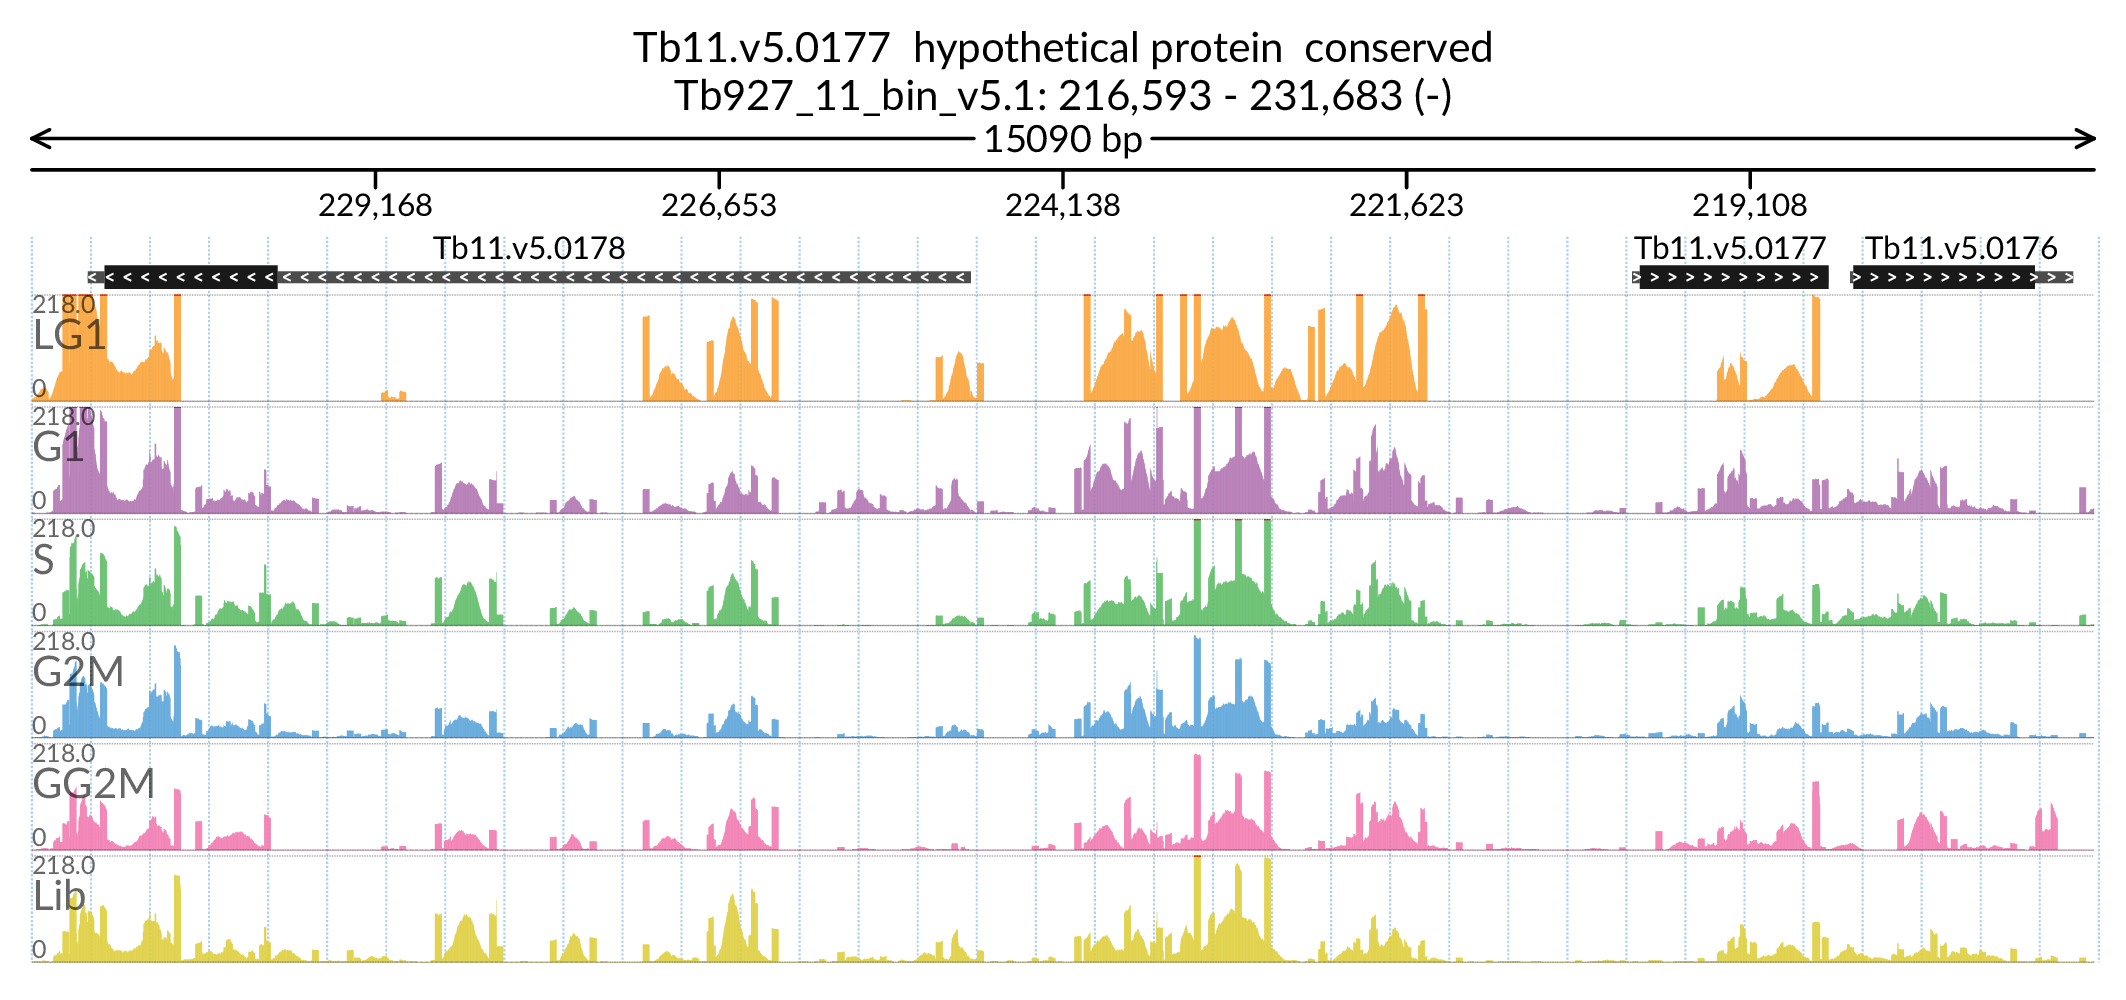 Tb11.v5.0177 hypothetical protein conserved
Tb927_11_bin_v5.1: 216,593 - 231,683 (-)
15090 bp
229,168 226,653 224,138 221,623 219,108
Tb11.v5.0178 Tb11.v5.0177 Tb11.v5.0176
218.0
LG1
0
218.0
G1
0
218.0
S
0
218.0
G2M
0
218.0
GG2M
0
218.0
Lib
0